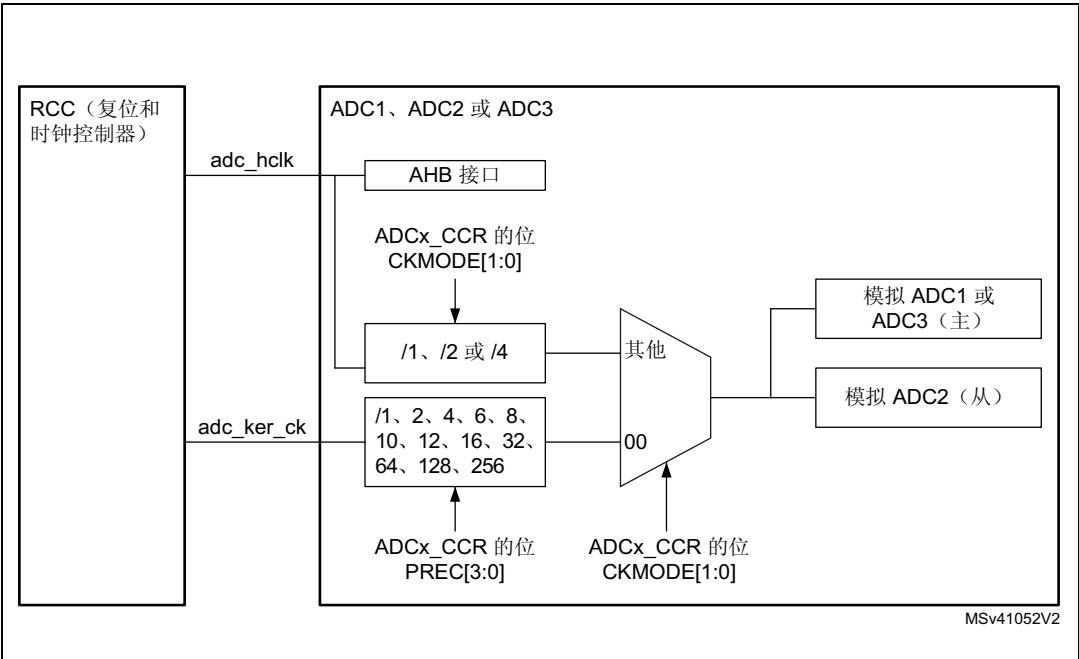 RCC（复位和
时钟控制器）
ADC1、ADC2 或 ADC3
adc_hclk
AHB 接口
ADCx_CCR 的位
CKMODE[1:0]
/1、/2 或 /4
其他
模拟 ADC1 或
ADC3（主）
模拟 ADC2（从）
adc_ker_ck
/1、2、4、6、8、
10、12、16、32、
64、128、256
00
ADCx_CCR 的位
PREC[3:0]
ADCx_CCR 的位
CKMODE[1:0]
MSv41052V2